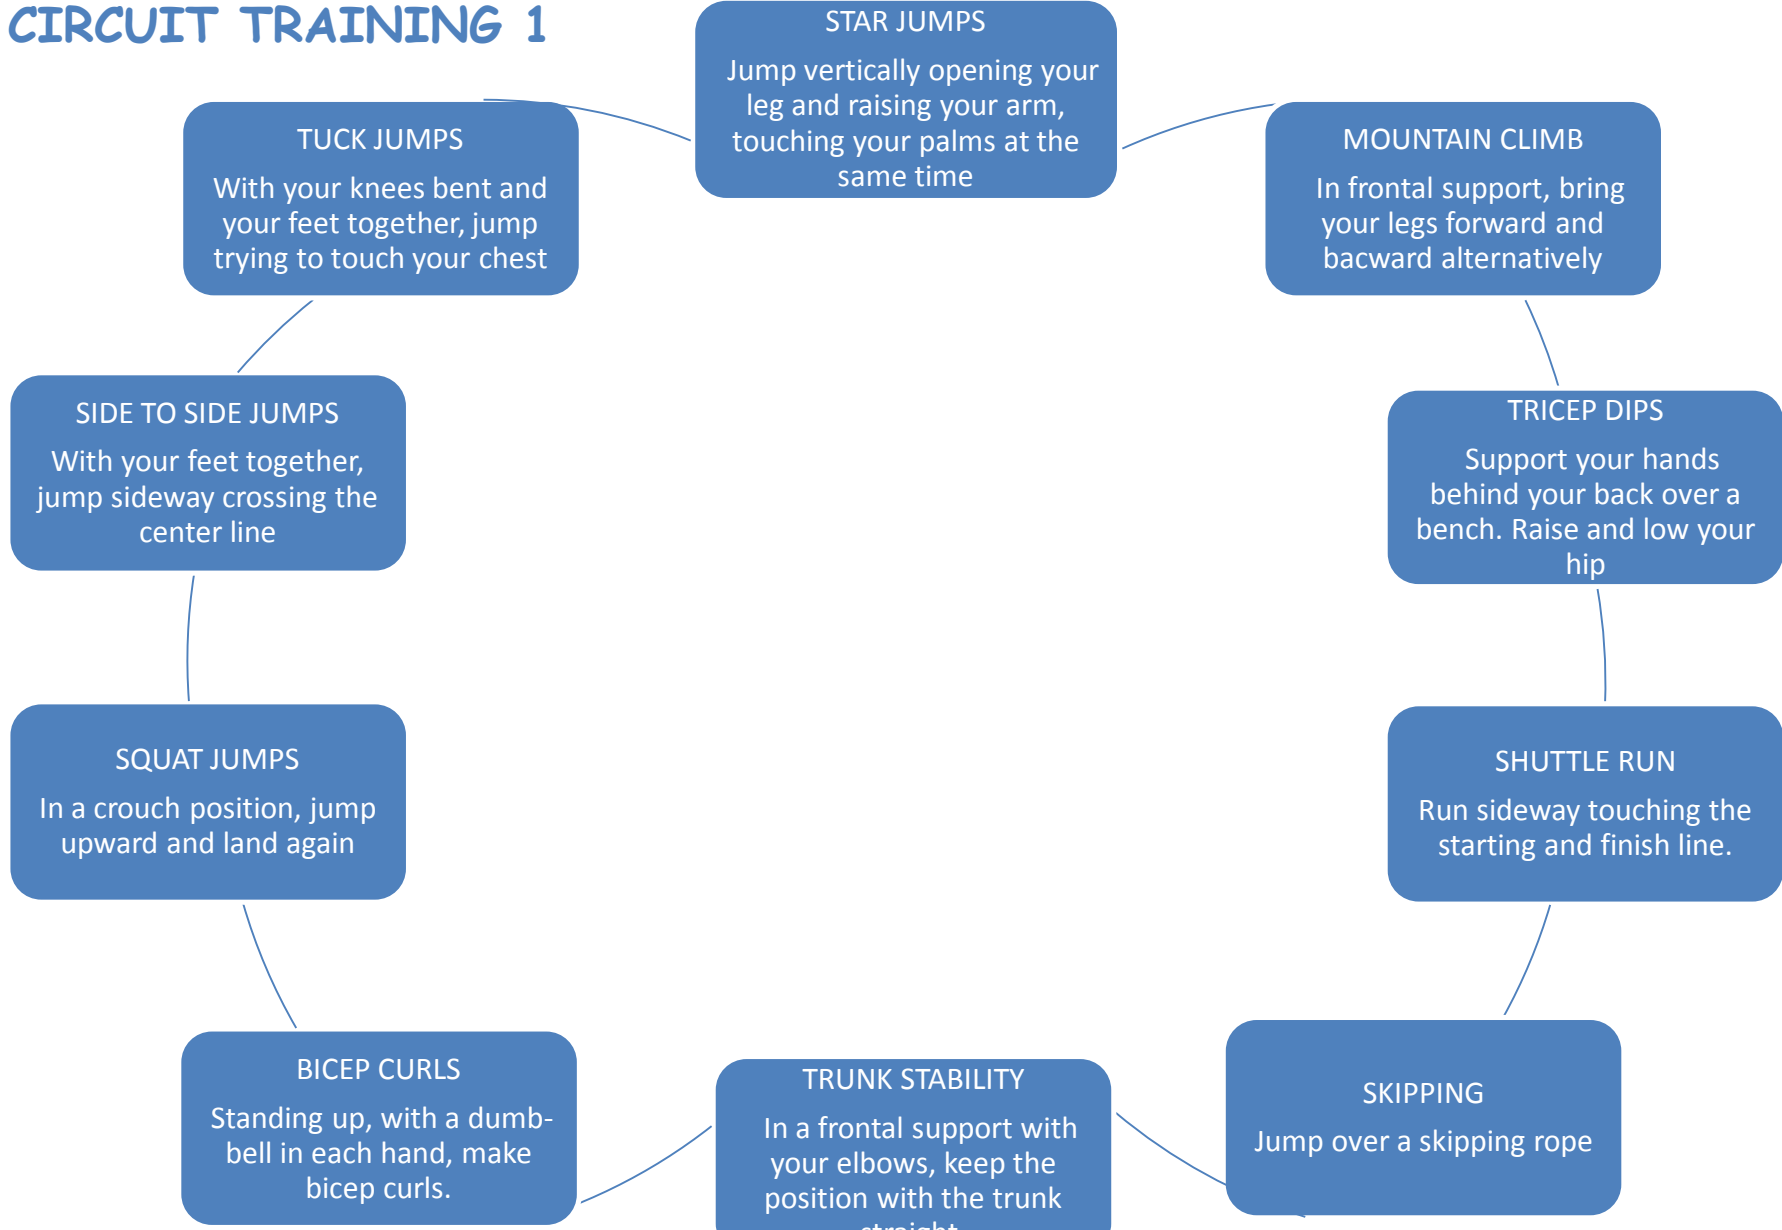 CIRCUIT TRAINING 1
STAR JUMPS
Jump vertically opening your
leg and raising your arm,
touching your palms at the
same time
MOUNTAIN CLIMB
In frontal support, bring
your legs forward and
bacward alternatively
TRICEP DIPS
Support your hands
behind your back over a
bench. Raise and low your
hip
SHUTTLE RUN
Run sideway touching the
starting and finish line.
SKIPPING
Jump over a skipping rope
TRUNK STABILITY
In a frontal support with
your elbows, keep the
position with the trunk
straight
BICEP CURLS
Standing up, with a dumb-
bell in each hand, make
bicep curls.
SQUAT JUMPS
In a crouch position, jump
upward and land again
SIDE TO SIDE JUMPS
With your feet together,
jump sideway crossing the
center line
TUCK JUMPS
With your knees bent and
your feet together, jump
trying to touch your chest